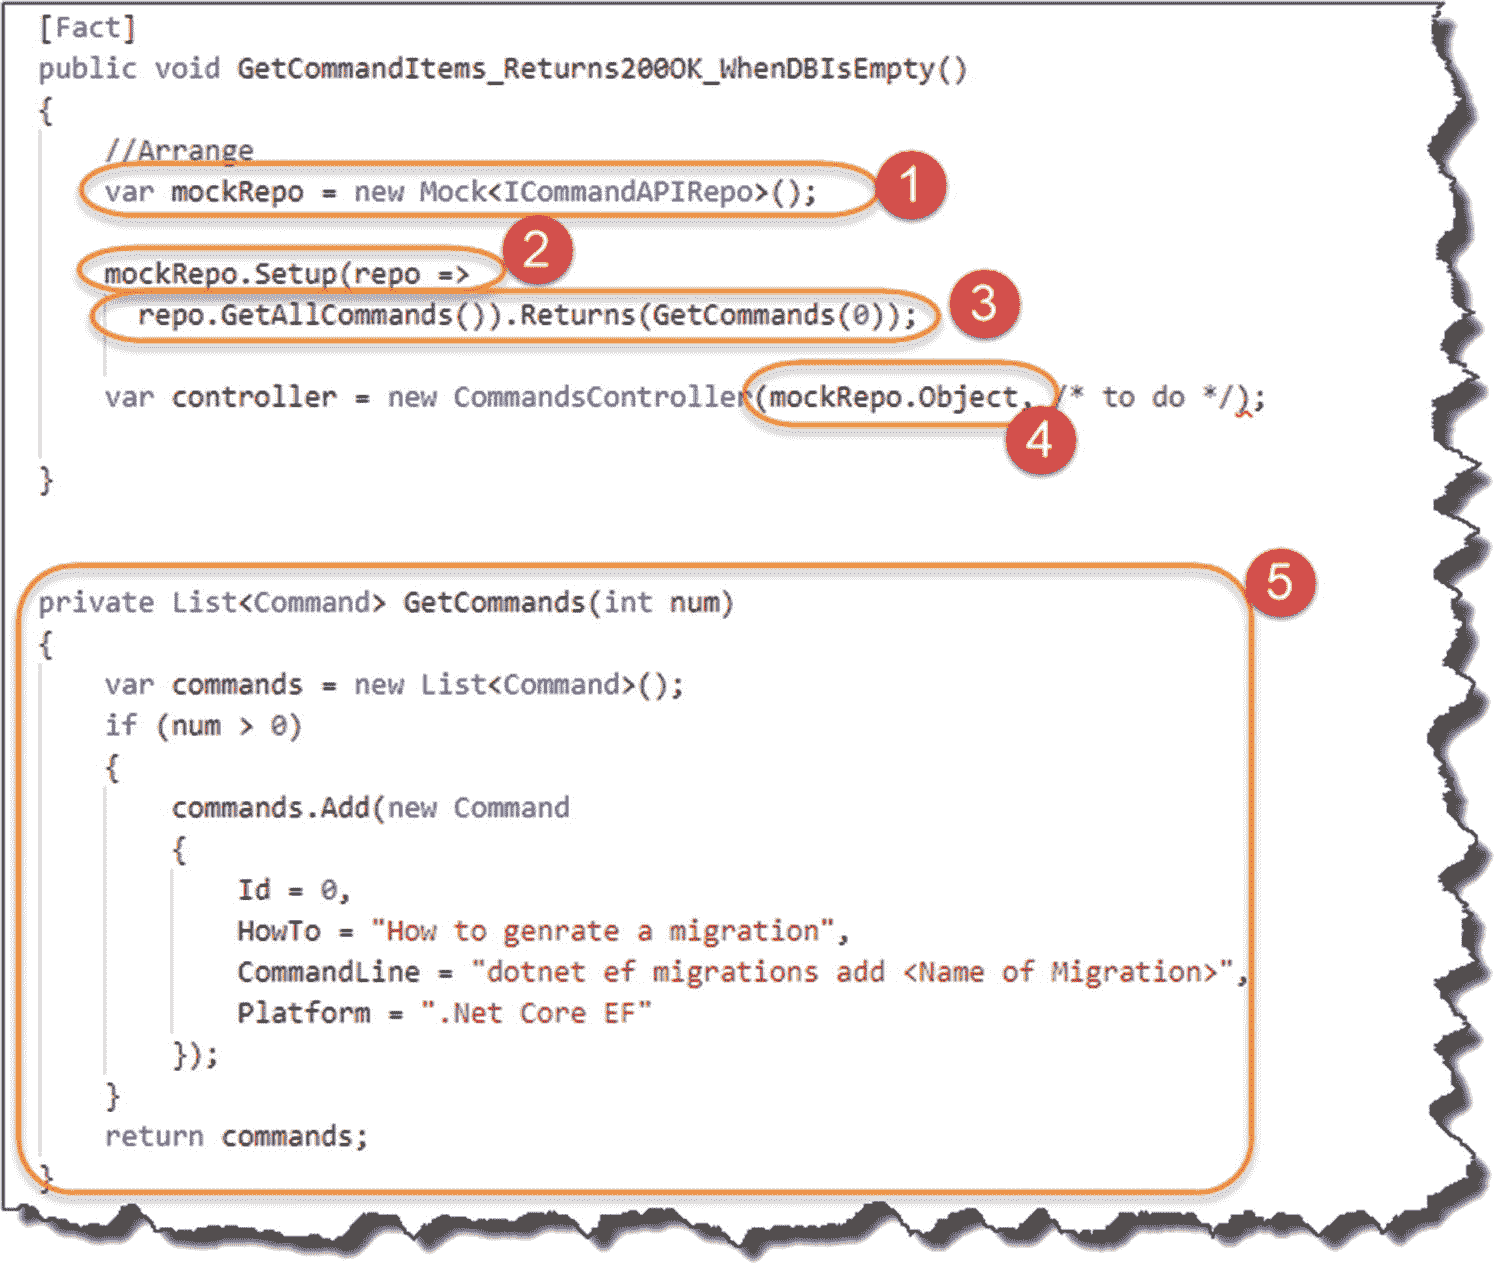 [Fact]
public void GetCommandItems_Returns200OK_WhenDBIsEmpty()
{
//Arrange
var mockRepo = new Mock<ICommandAPIRepo>();
1
2
mockRepo.Setup(repo =>
repo.GetAllCommands()).Returns(GetCommands(0));
3
var controller = new CommandsController(mockRepo.Object, /* to do */);
4
}
5
private List<Command> GetCommands(int num)
{
var commands = new List<Command>();
if (num > 0)
{
commands.Add(new Command
{
Id = 0,
HowTo = "How to genrate a migration",
CommandLine = "dotnet ef migrations add <Name of Migration>",
Platform = ".Net Core EF"
});
}
return commands;
}